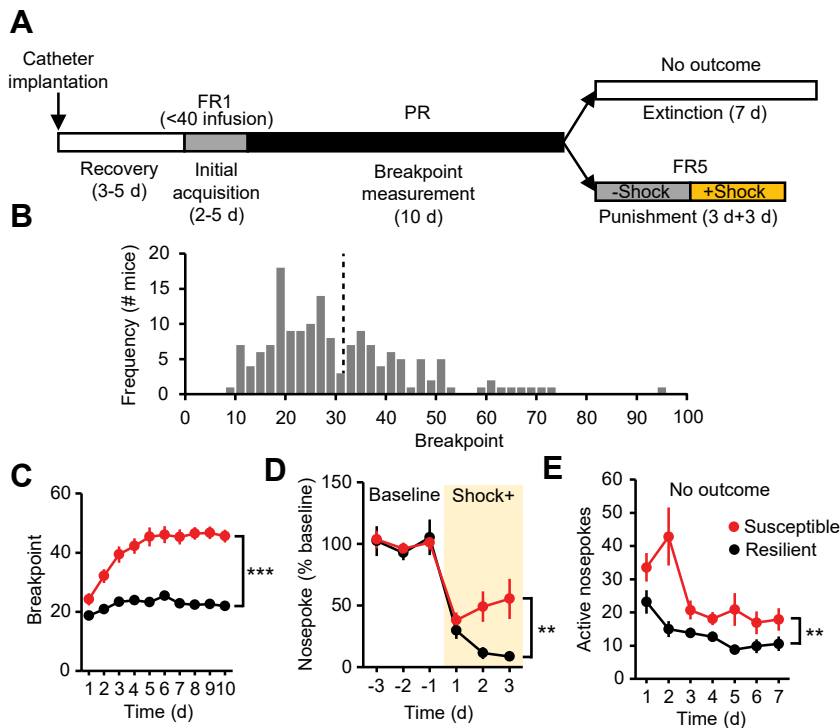 A
Catheter
implantation
FR1
(<40 infusion)
PR
No outcome
Extinction (7 d)
Recovery
(3-5 d)
Initial
acquisition
(2-5 d)
Breakpoint
measurement
(10 d)
FR5
-Shock +Shock
Punishment (3 d+3 d)
B
Frequency (# mice)
20
15
10
5
0
0 10 20 30 40 50 60 70 80 90 100
Breakpoint
C
Breakpoint
60
40
20
0
***
1 2 3 4 5 6 7 8 9 10
Time (d)
D
Nosepoke (% baseline)
150
100
50
0
Baseline Shock+
**
-3 -2 -1 1 2 3
Time (d)
E
Active nosepokes
60
50
40
30
20
10
0
No outcome
Susceptible
Resilient
**
1 2 3 4 5 6 7
Time (d)